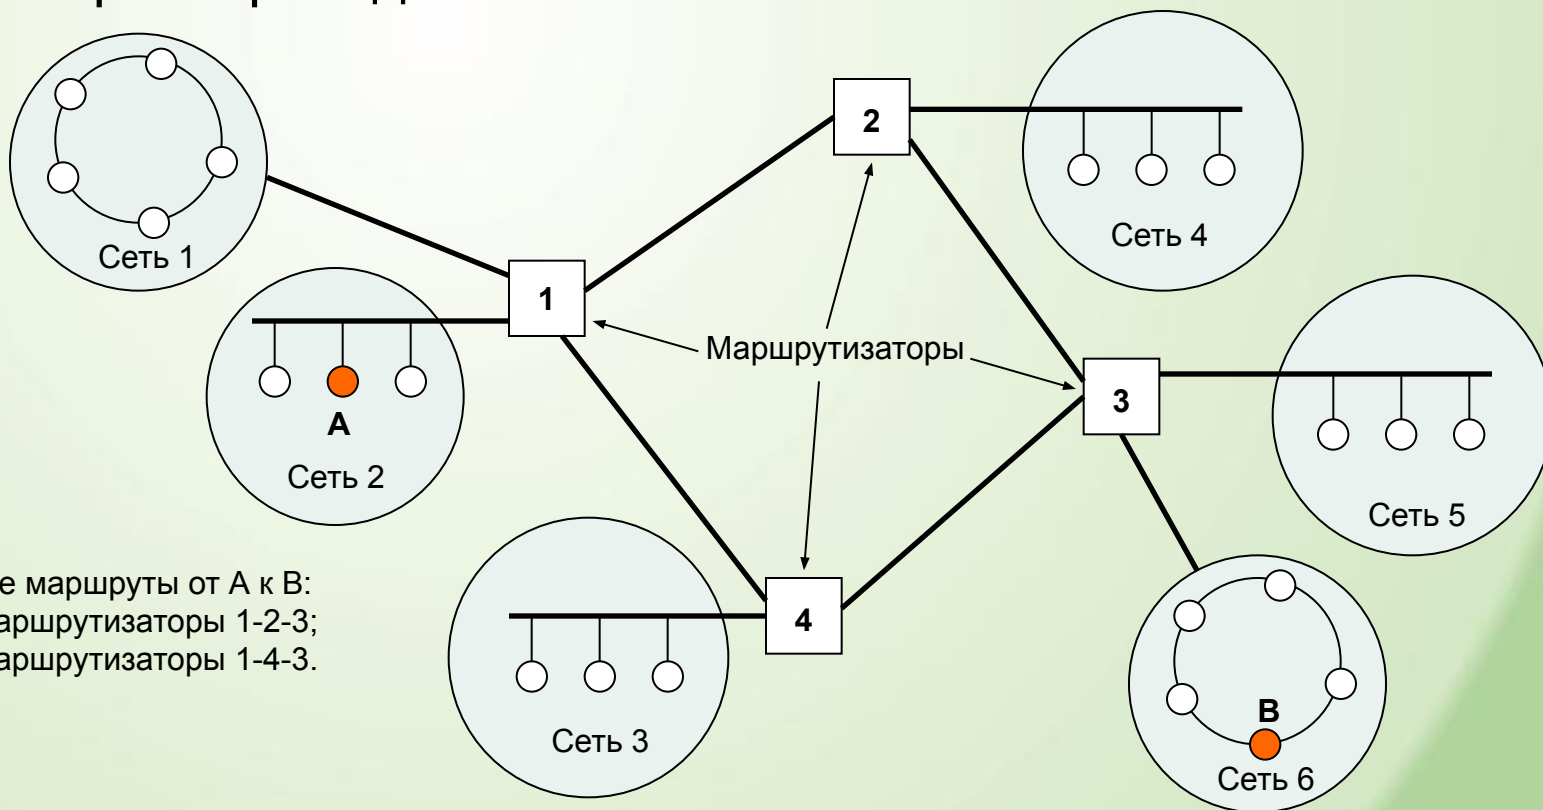 2
Сеть 4
Сеть 1
1
Маршрутизаторы
3
А
Сеть 2
Сеть 5
е маршруты от А к В:
аршрутизаторы 1-2-3;
аршрутизаторы 1-4-3.
4
Сеть 3
В
Сеть 6